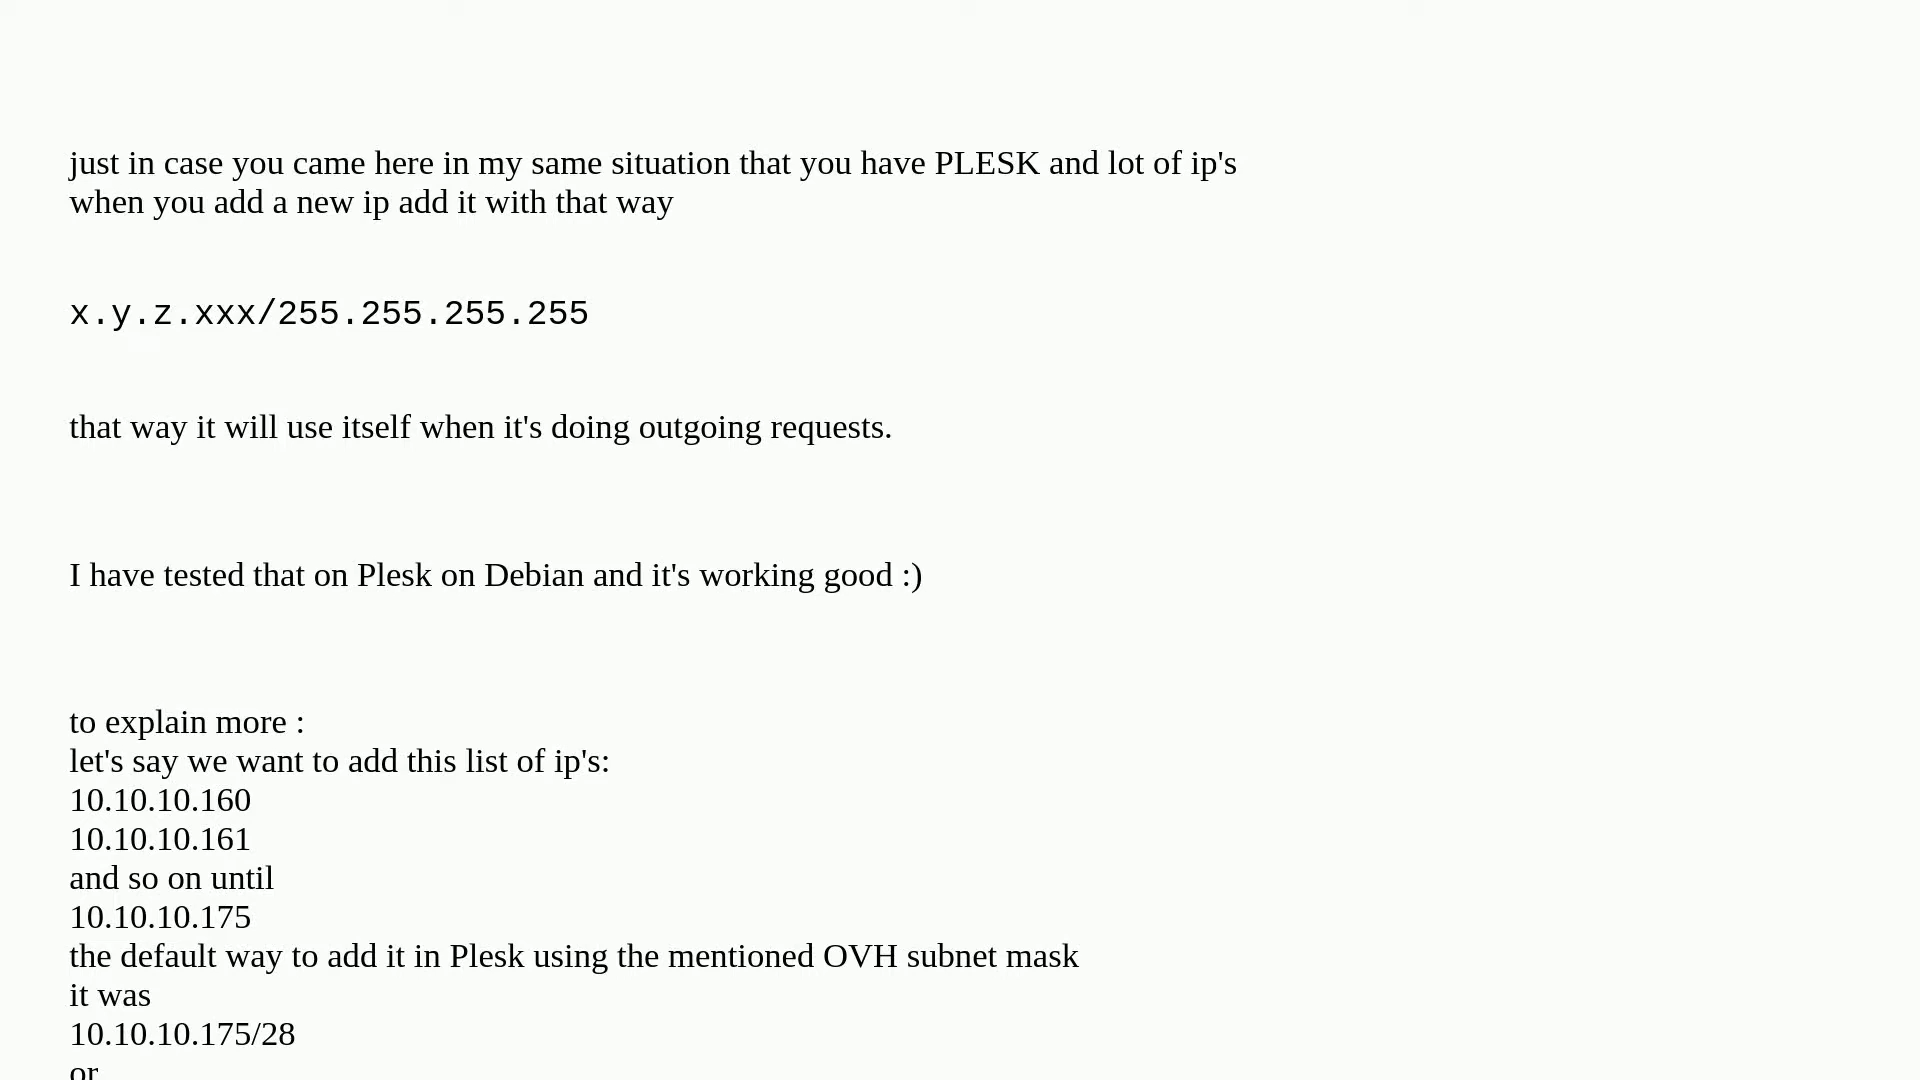 just in case you came here in my same situation that you have PLESK and lot of ip's
when you add a new ip add it with that way
x.y.z.xxx/255.255.255.255
that way it will use itself when it's doing outgoing requests.
I have tested that on Plesk on Debian and it's working good :)
to explain more :
let's say we want to add this list of ip's:
10.10.10.160
10.10.10.161
and so on until
10.10.10.175
the default way to add it in Plesk using the mentioned OVH subnet mask
it was
10.10.10.175/28
or